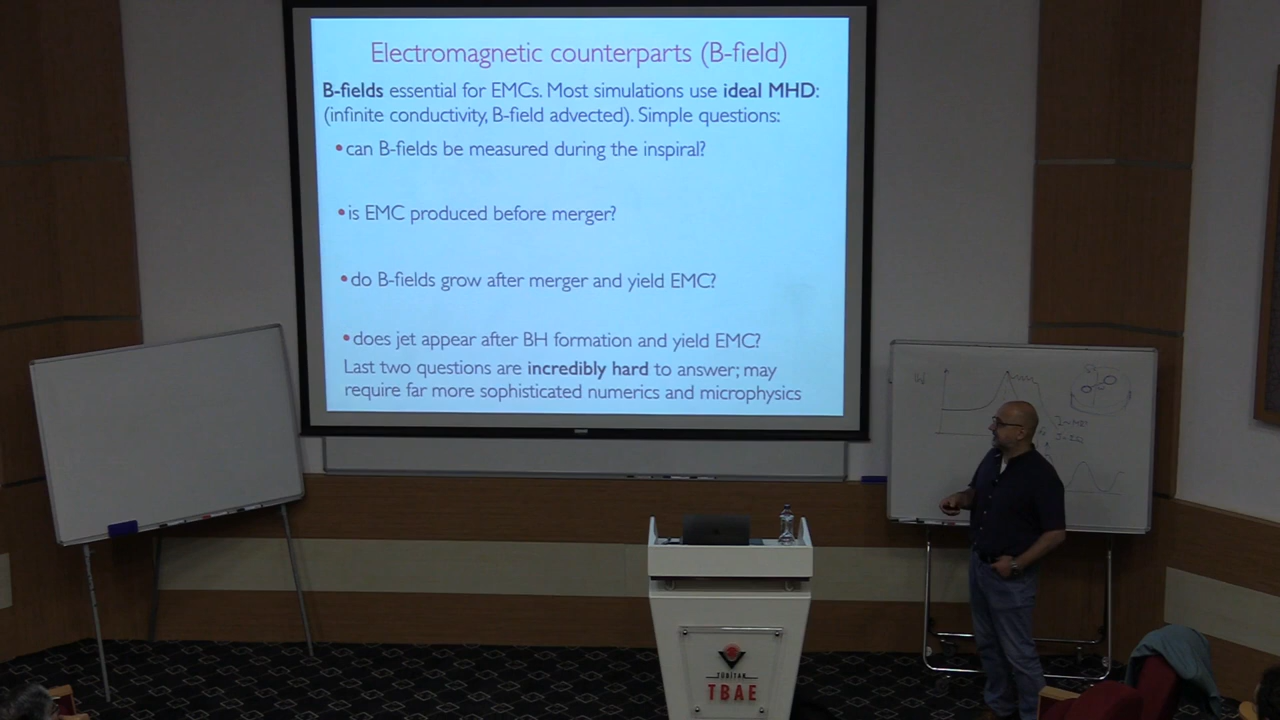 Electromagnetic counterparts (B-field)
B-fields essential for EMCs. Most simulations use ideal MHD:
(infinite conductivity, B-field advected). Simple questions:
•can B-fields be measured during the inspiral?
•is EMC produced before merger?
•do B-fields grow after merger and yield EMC?
•does jet appear after BH formation and yield EMC?
Last two questions are incredibly hard to answer; may
require far more sophisticated numerics and microphysics
TÜBİTAK
TBAE